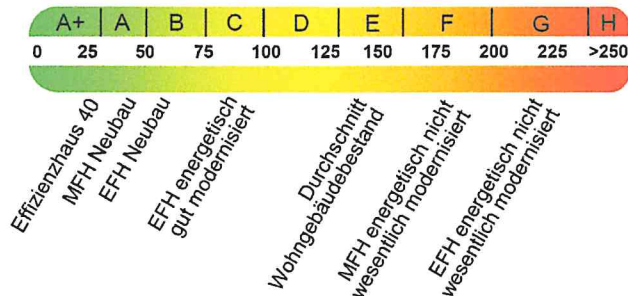 A+ A B C D E F G H
0 25 50 75 100 125 150 175 200 225 >250
Effizienzhaus 40
MFH Neubau
EFH Neubau
EFH energetisch
gut modernisiert
Durchschnitt
Wohngebäudebestand
MFH energetisch nicht
wesentlich modernisiert
EFH energetisch nicht
wesentlich modernisiert